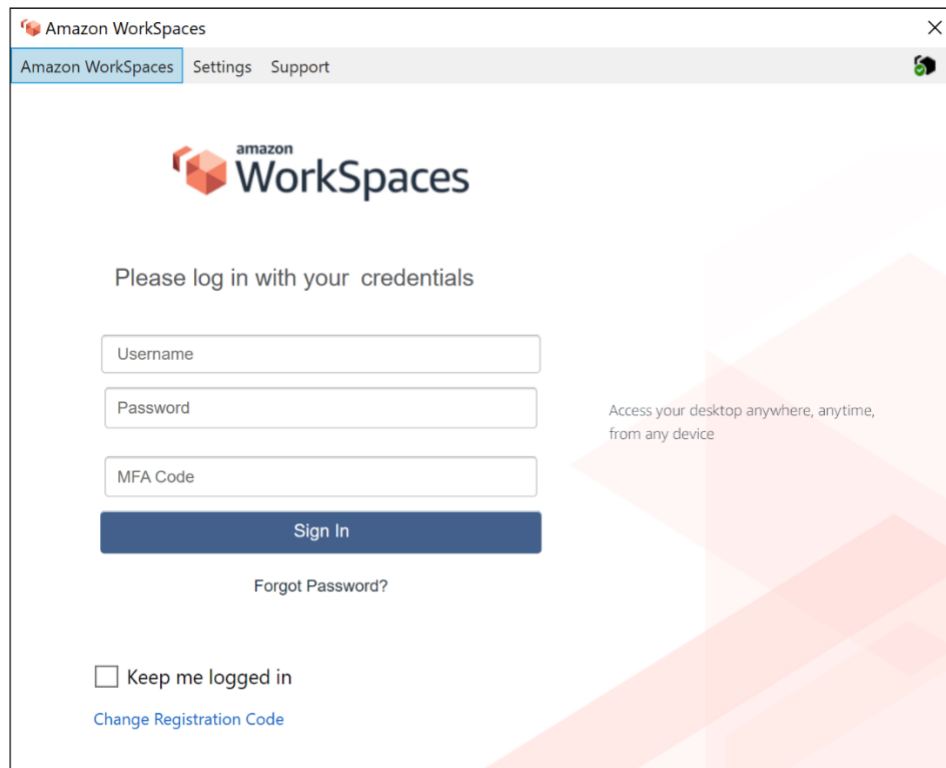 Amazon WorkSpaces
Amazon WorkSpaces Settings Support
amazon
WorkSpaces
Please log in with your credentials
Username
Password
Access your desktop anywhere, anytime,
from any device
MFA Code
Sign In
Forgot Password?
Keep me logged in
Change Registration Code